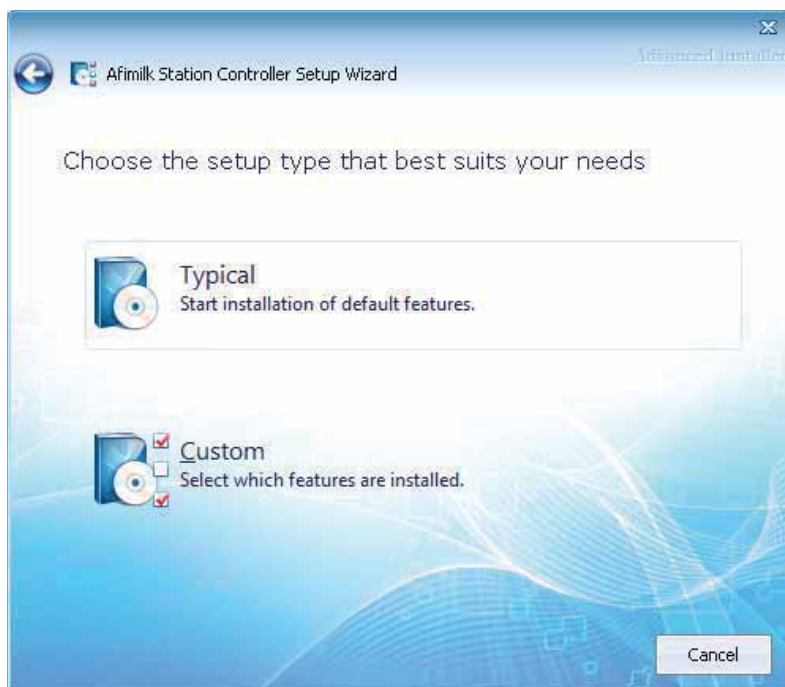 Advanced Installer
Afimilk Station Controller Setup Wizard
Choose the setup type that best suits your needs
Typical
Start installation of default features.
Custom
Select which features are installed.
Cancel